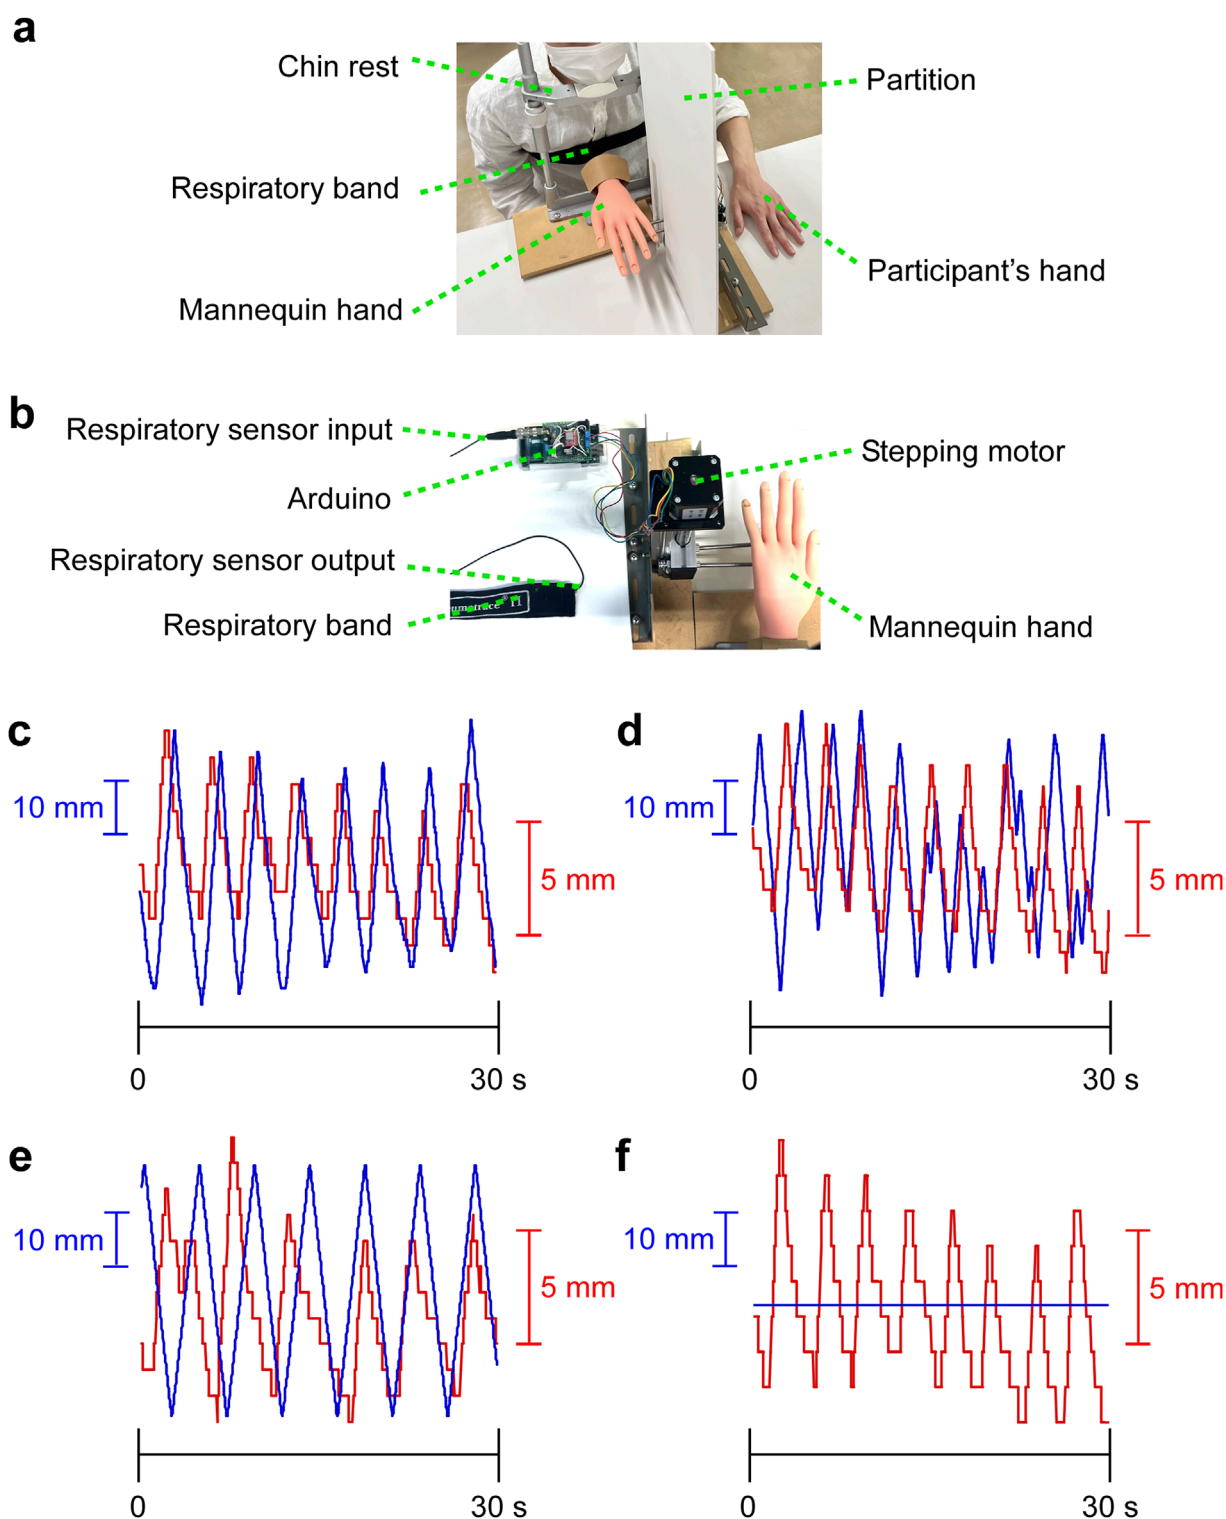 a
Chin rest
Partition
Respiratory band
Participant's hand
Mannequin hand
b
Respiratory sensor input
Stepping motor
Arduino
Respiratory sensor output
umotrace® II
Respiratory band
Mannequin hand
c
d
10 mm
5 mm
10 mm
5 mm
0
30 s
0
30 s
e
f
10 mm
5 mm
10 mm
5 mm
0
30 s
0
30 s